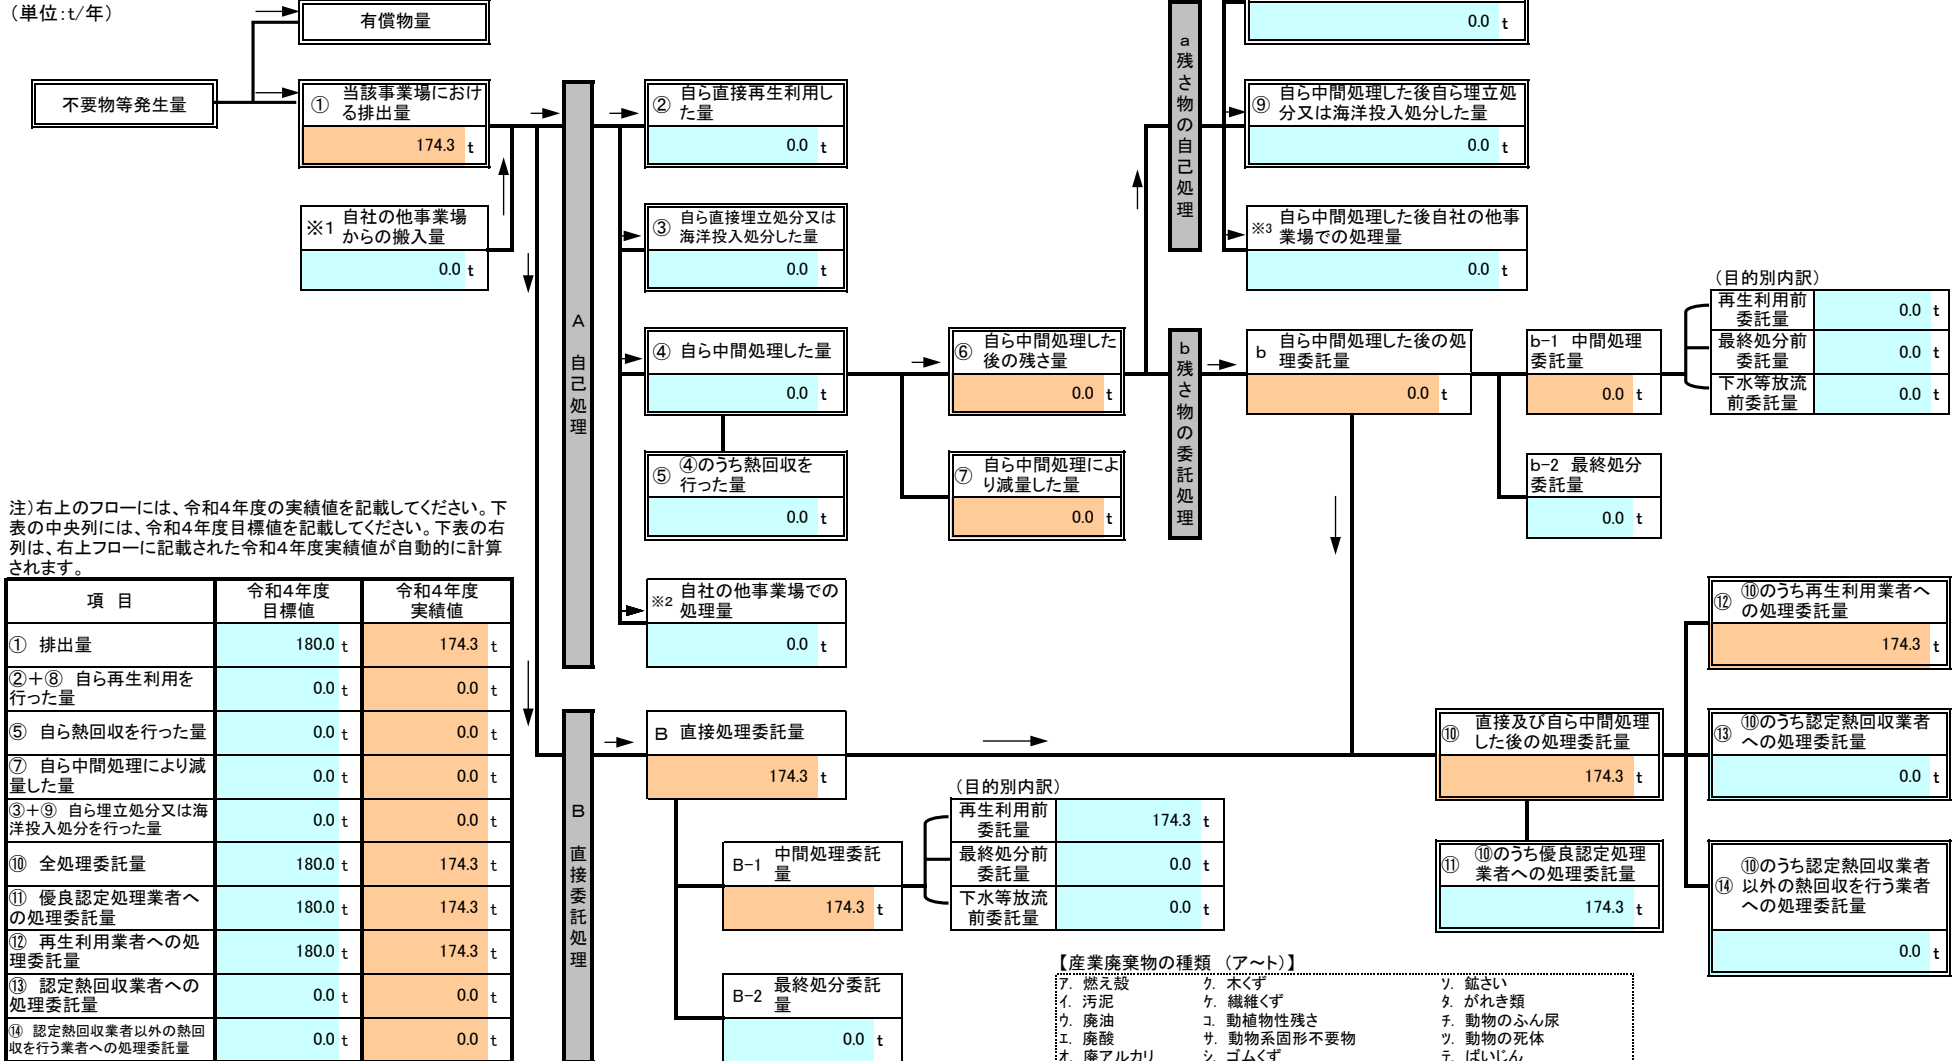 （単位：t/年）
有償物量
不要物等発生量
① 当該事業場におけ
る排出量
174.3 t
※1 自社の他事業場
からの搬入量
0.0 t
A 自己処理
② 自ら直接再生利用し
た量
0.0 t
③ 自ら直接埋立処分又は
海洋投入処分した量
0.0 t
④ 自ら中間処理した量
0.0 t
⑤ ④のうち熱回収を
行った量
0.0 t
※2 自社の他事業場での
処理量
0.0 t
⑥ 自ら中間処理した
後の残さ量
0.0 t
⑦ 自ら中間処理によ
り減量した量
0.0 t
a 残さ物の自己処理
0.0 t
⑨ 自ら中間処理した後自ら埋立処
分又は海洋投入処分した量
0.0 t
※3 自ら中間処理した後自社の他事
業場での処理量
0.0 t
b 残さ物の委託処理
b 自ら中間処理した後の処
理委託量
0.0 t
b-1 中間処理
委託量
0.0 t
b-2 最終処分
委託量
0.0 t
（目的別内訳）
再生利用前
委託量
0.0 t
最終処分前
委託量
0.0 t
下水等放流
前委託量
0.0 t
注）右上のフローには、令和4年度の実績値を記載してください。下
表の中央列には、令和4年度目標値を記載してください。下表の右
列は、右上フローに記載された令和4年度実績値が自動的に計算
されます。
項 目 令和4年度 目標値 令和4年度 実績値
① 排出量 180.0 t 174.3 t
②＋⑧ 自ら再生利用を
行った量 0.0 t 0.0 t
⑤ 自ら熱回収を行った量 0.0 t 0.0 t
⑦ 自ら中間処理により減
量した量 0.0 t 0.0 t
③＋⑨ 自ら埋立処分又は海
洋投入処分を行った量 0.0 t 0.0 t
⑩ 全処理委託量 180.0 t 174.3 t
⑪ 優良認定処理業者へ
の処理委託量 180.0 t 174.3 t
⑫ 再生利用業者への処
理委託量 180.0 t 174.3 t
⑬ 認定熱回収業者への
処理委託量 0.0 t 0.0 t
⑭ 認定熱回収業者以外の熱回
収を行う業者への処理委託量 0.0 t 0.0 t
B 直接委託処理
B 直接処理委託量
174.3 t
B-1 中間処理委託
量
174.3 t
B-2 最終処分委託
量
0.0 t
（目的別内訳）
再生利用前
委託量
174.3 t
最終処分前
委託量
0.0 t
下水等放流
前委託量
0.0 t
⑩ 直接及び自ら中間処理
した後の処理委託量
174.3 t
⑪ ⑩のうち優良認定処理
業者への処理委託量
174.3 t
⑫ ⑩のうち再生利用業者へ
の処理委託量
174.3 t
⑬ ⑩のうち認定熱回収業者
への処理委託量
0.0 t
⑭ ⑩のうち認定熱回収業者
以外の熱回収を行う業者
への処理委託量
0.0 t
【産業廃棄物の種類 （ア～ト）】
ア. 燃え殻 ク. 木くず ソ. 鉱さい
イ. 汚泥 ケ. 繊維くず タ. がれき類
ウ. 廃油 コ. 動植物性残さ チ. 動物のふん尿
エ. 廃酸 サ. 動物系固形不要物 ツ. 動物の死体
オ. 廃アルカリ シ. ゴムくず テ. ばいじん